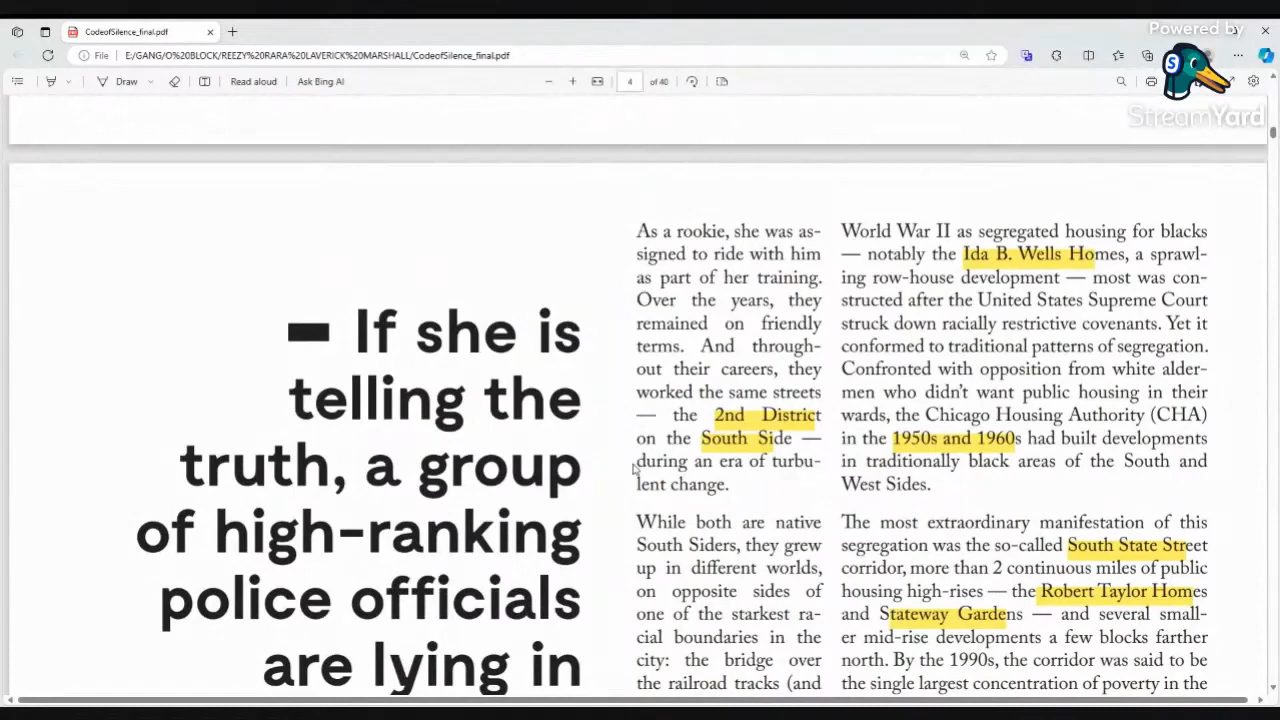 Powered by
StreamYard
CodeofSilence_final.pdf
File
E:/GANG/O%20BLOCK/REEZY%20RARA%20LAVERICK%20MARSHALL/CodeofSilence_final.pdf
Draw
Read aloud
Ask Bing AI
4 of 40
If she is
telling the
truth, a group
of high-ranking
police officials
are lying in
As a rookie, she was as-
signed to ride with him
as part of her training.
Over the years, they
remained on friendly
terms. And through-
out their careers, they
worked the same streets
— the 2nd District
on the South Side —
during an era of turbu-
lent change.
While both are native
South Siders, they grew
up in different worlds,
on opposite sides of
one of the starkest ra-
cial boundaries in the
city: the bridge over
the railroad tracks (and
World War II as segregated housing for blacks
— notably the Ida B. Wells Homes, a sprawl-
ing row-house development — most was con-
structed after the United States Supreme Court
struck down racially restrictive covenants. Yet it
conformed to traditional patterns of segregation.
Confronted with opposition from white alder-
men who didn't want public housing in their
wards, the Chicago Housing Authority (CHA)
in the 1950s and 1960s had built developments
in traditionally black areas of the South and
West Sides.
The most extraordinary manifestation of this
segregation was the so-called South State Street
corridor, more than 2 continuous miles of public
housing high-rises — the Robert Taylor Homes
and Stateway Gardens — and several small-
er mid-rise developments a few blocks farther
north. By the 1990s, the corridor was said to be
the single largest concentration of poverty in the